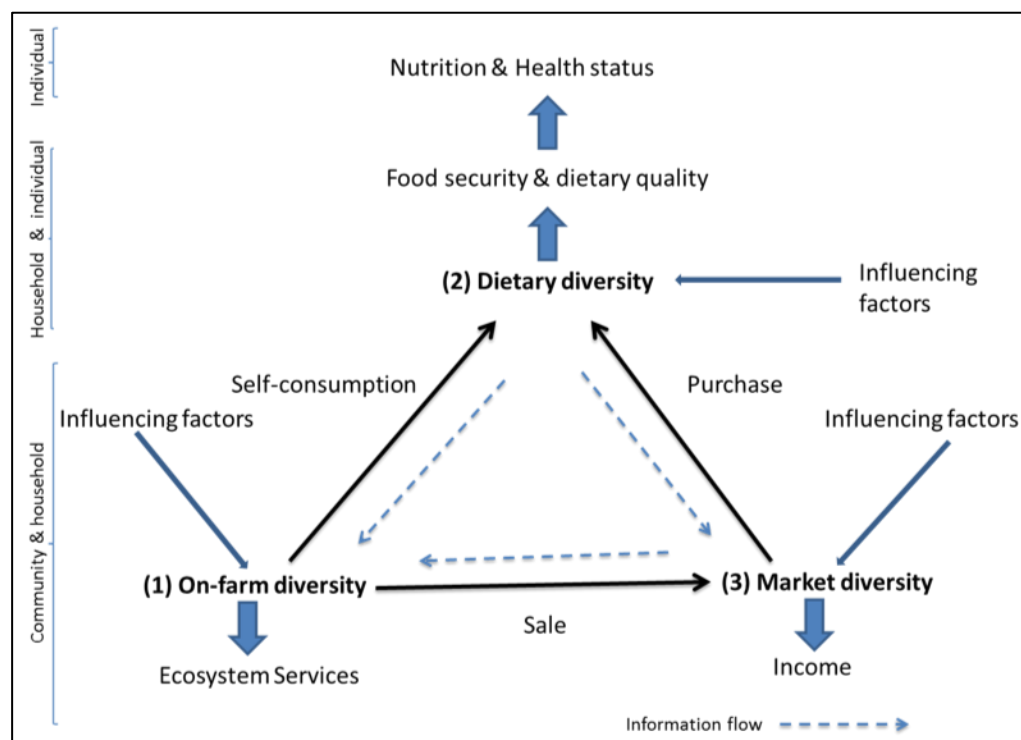 Individual
Nutrition & Health status
Household & individual
Food security & dietary quality
(2) Dietary diversity
Influencing
factors
Self-consumption
Purchase
Influencing factors
Influencing factors
Community & household
(1) On-farm diversity
(3) Market diversity
Sale
Ecosystem Services
Income
Information flow